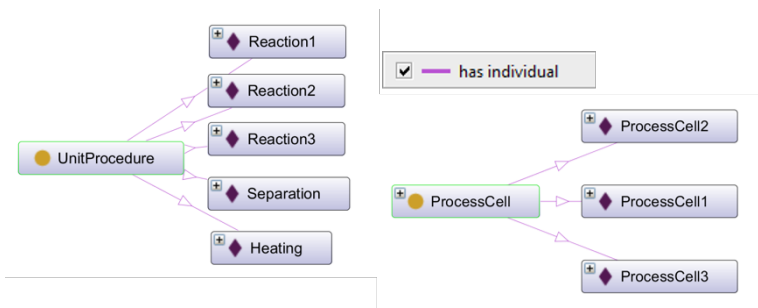 Reaction1
Reaction2
Reaction3
UnitProcedure
Separation
Heating
has individual
ProcessCell2
ProcessCell
ProcessCell1
ProcessCell3